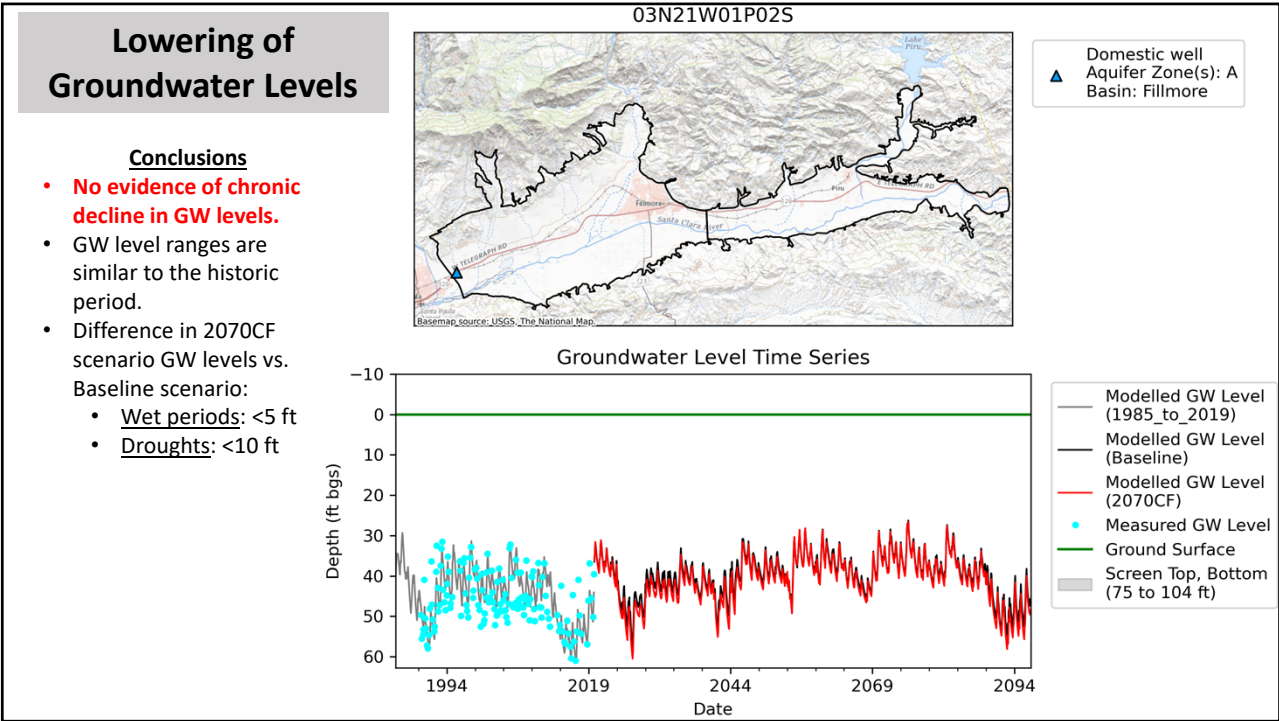 Lowering of
Groundwater Levels
Conclusions
• No evidence of chronic
decline in GW levels.
• GW level ranges are
similar to the historic
period.
• Difference in 2070CF
scenario GW levels vs.
Baseline scenario:
• Wet periods: <5 ft
• Droughts: <10 ft
03N21W01P02S
Lake
Piru
Piru
E TELEGRAPH RD
Fillmore
126
Santa Clara River
TELEGRAPH RD
126
Santa Paula
Basemap source: USGS, The National Map.
Domestic well
Aquifer Zone(s): A
Basin: Fillmore
Groundwater Level Time Series
Depth (ft bgs)
−10
0
10
20
30
40
50
60
1994
2019
2044
2069
2094
Date
Modelled GW Level
(1985_to_2019)
Modelled GW Level
(Baseline)
Modelled GW Level
(2070CF)
Measured GW Level
Ground Surface
Screen Top, Bottom
(75 to 104 ft)